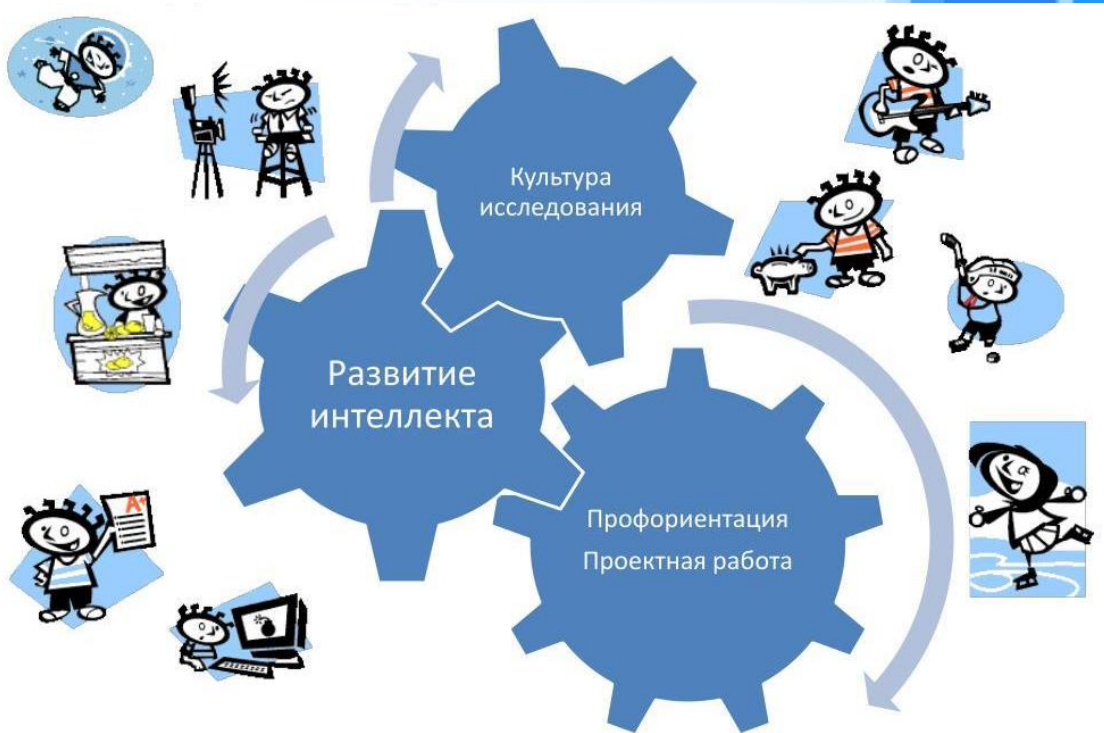 Культура
исследования
Развитие
интеллекта
Профориентация
Проектная работа
A+